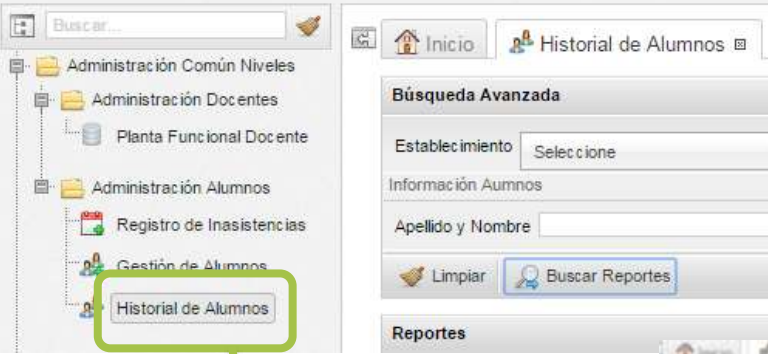 Buscar...
Administración Común Niveles
Administración Docentes
Planta Funcional Docente
Administración Alumnos
Registro de Inasistencias
Gestión de Alumnos
Historial de Alumnos
Inicio
Historial de Alumnos
Búsqueda Avanzada
Establecimiento
Seleccione
Información Aumnos
Apellido y Nombre
Limpiar
Buscar Reportes
Reportes